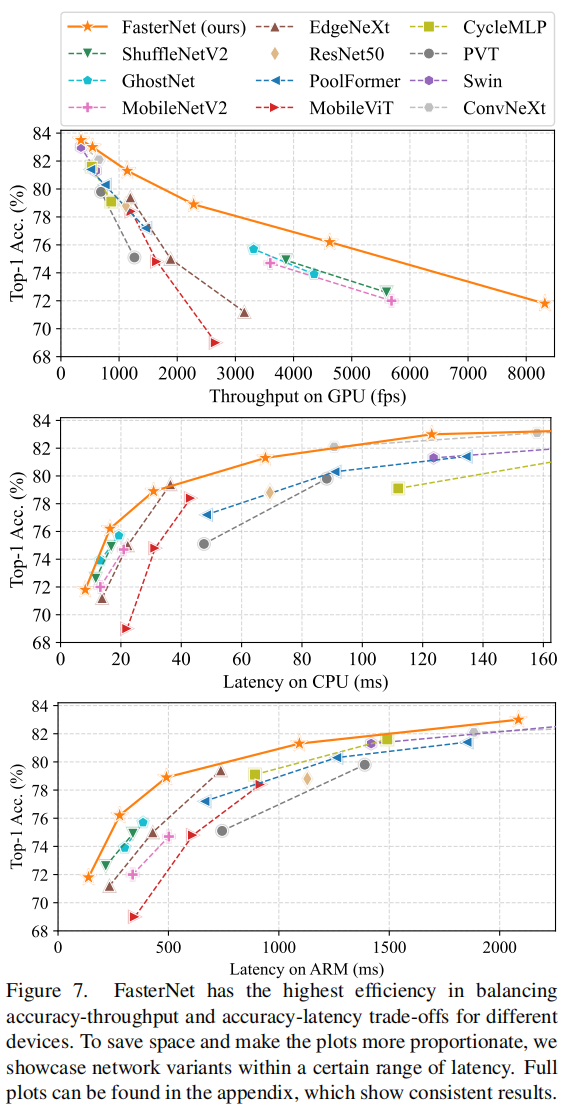 FasterNet (ours) EdgeNeXt CycleMLP
ShuffleNetV2 ResNet50 PVT
GhostNet PoolFormer Swin
MobileNetV2 MobileViT ConvNeXt
84
82
80
78
76
74
72
70
68
Top-1 Acc. (%)
0 1000 2000 3000 4000 5000 6000 7000 8000
Throughput on GPU (fps)
84
82
80
78
76
74
72
70
68
Top-1 Acc. (%)
0 20 40 60 80 100 120 140 160
Latency on CPU (ms)
84
82
80
78
76
74
72
70
68
Top-1 Acc. (%)
0 500 1000 1500 2000
Latency on ARM (ms)
Figure 7. FasterNet has the highest efficiency in balancing
accuracy-throughput and accuracy-latency trade-offs for different
devices. To save space and make the plots more proportionate, we
showcase network variants within a certain range of latency. Full
plots can be found in the appendix, which show consistent results.